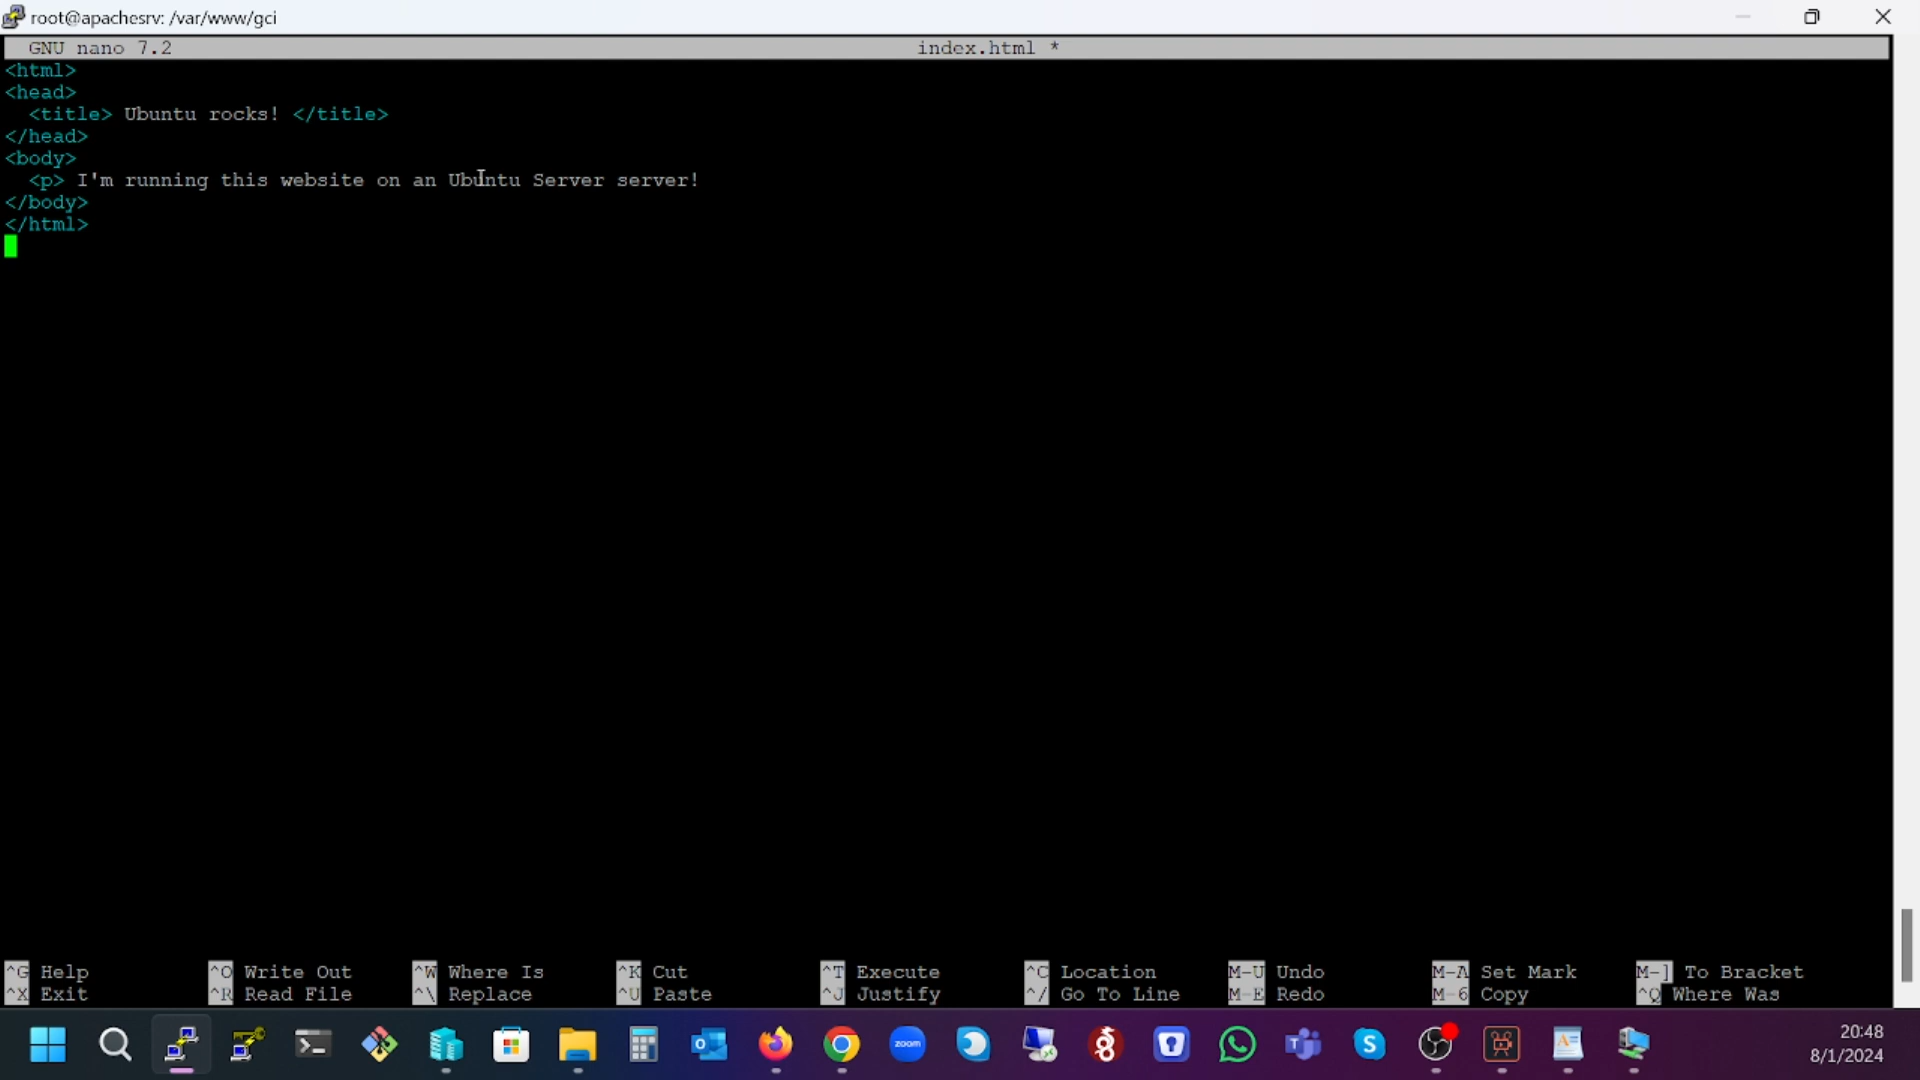 root@apachesrv: /var/www/gci
GNU nano 7.2 index.html *
<html>
<head>
  <title> Ubuntu rocks! </title>
</head>
<body>
  <p> I'm running this website on an Ubuntu Server server!
</body>
</html>
^G Help ^O Write Out ^W Where Is ^K Cut ^T Execute ^C Location M-U Undo M-A Set Mark M-] To Bracket
^X Exit ^R Read File ^\ Replace ^U Paste ^J Justify ^/ Go To Line M-E Redo M-6 Copy ^Q Where Was
zoom
20:48
8/1/2024